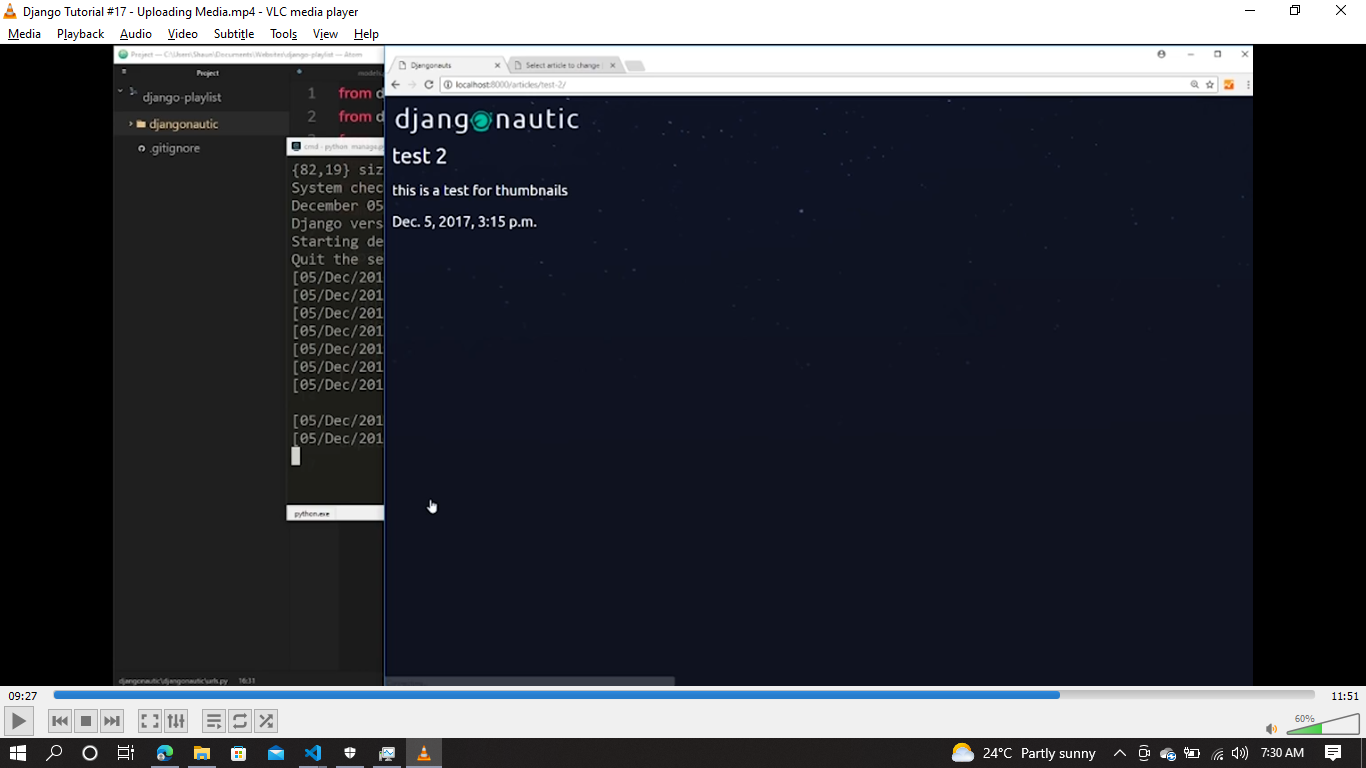 Django Tutorial #17 - Uploading Media.mp4 - VLC media player
Media Playback Audio Video Subtitle Tools View Help
Project — C:\Users\Shaun\Documents\Websites\django-playlist — Atom
Project
django-playlist
djangonautic
.gitignore
models.
1 from d
2 from d
cmd - python manage.p
{82,19} siz
System chec
December 05
Django vers
Starting de
Quit the se
[05/Dec/201
[05/Dec/201
[05/Dec/201
[05/Dec/201
[05/Dec/201
[05/Dec/201
[05/Dec/201
[05/Dec/201
[05/Dec/201
python.exe
djangonautic\djangonautic\urls.py 16:31
Djangonauts
Select article to change
localhost:8000/articles/test-2/
djangonautic
test 2
this is a test for thumbnails
Dec. 5, 2017, 3:15 p.m.
09:27
11:51
60%
24°C Partly sunny
7:30 AM